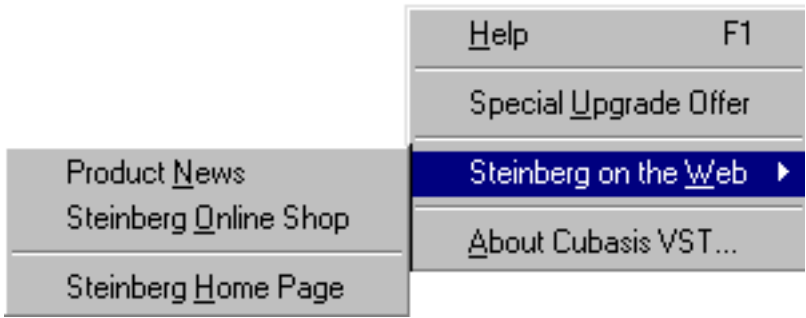 Help F1
Special Upgrade Offer
Steinberg on the Web
About Cubasis VST...
Product News
Steinberg Online Shop
Steinberg Home Page